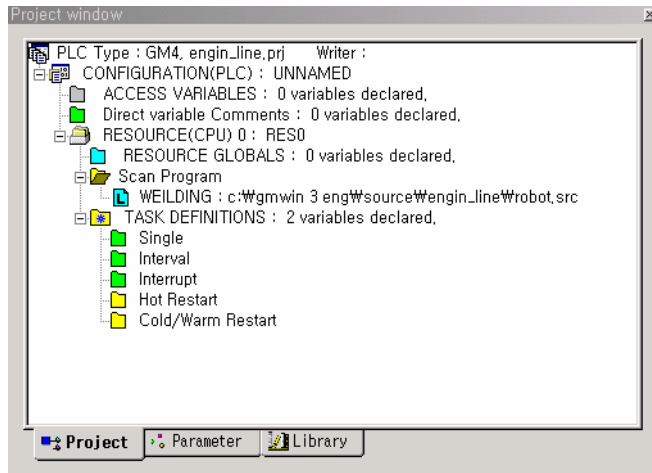 Project window
PLC Type : GM4, engin_line.prj Writer :
CONFIGURATION(PLC) : UNNAMED
ACCESS VARIABLES : 0 variables declared.
Direct variable Comments : 0 variables declared.
RESOURCE(CPU) 0 : RES0
RESOURCE GLOBALS : 0 variables declared.
Scan Program
L WEILDING : c:₩gmwin 3 eng₩source₩engin_line₩robot.src
TASK DEFINITIONS : 2 variables declared.
Single
Interval
Interrupt
Hot Restart
Cold/Warm Restart
Project Parameter Library